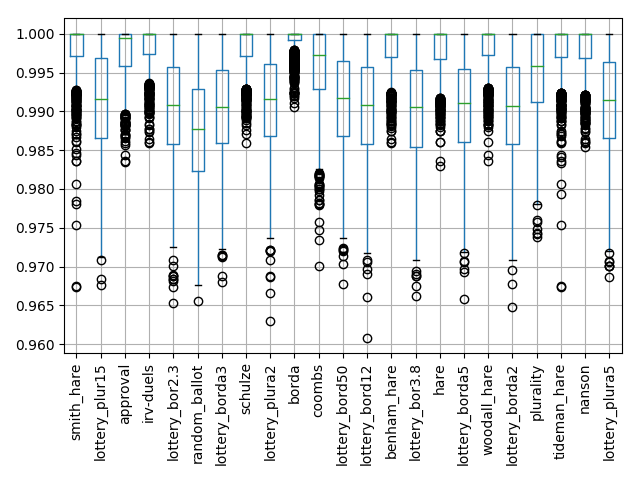 1.000
0.995
0.990
0.985
0.980
0.975
0.970
0.965
0.960
smith_hare
lottery_plur15
approval
irv-duels
lottery_bor2.3
random_ballot
lottery_borda3
schulze
lottery_plura2
borda
coombs
lottery_bord50
lottery_bord12
benham_hare
lottery_bor3.8
hare
lottery_borda5
woodall_hare
lottery_borda2
plurality
tideman_hare
nanson
lottery_plura5